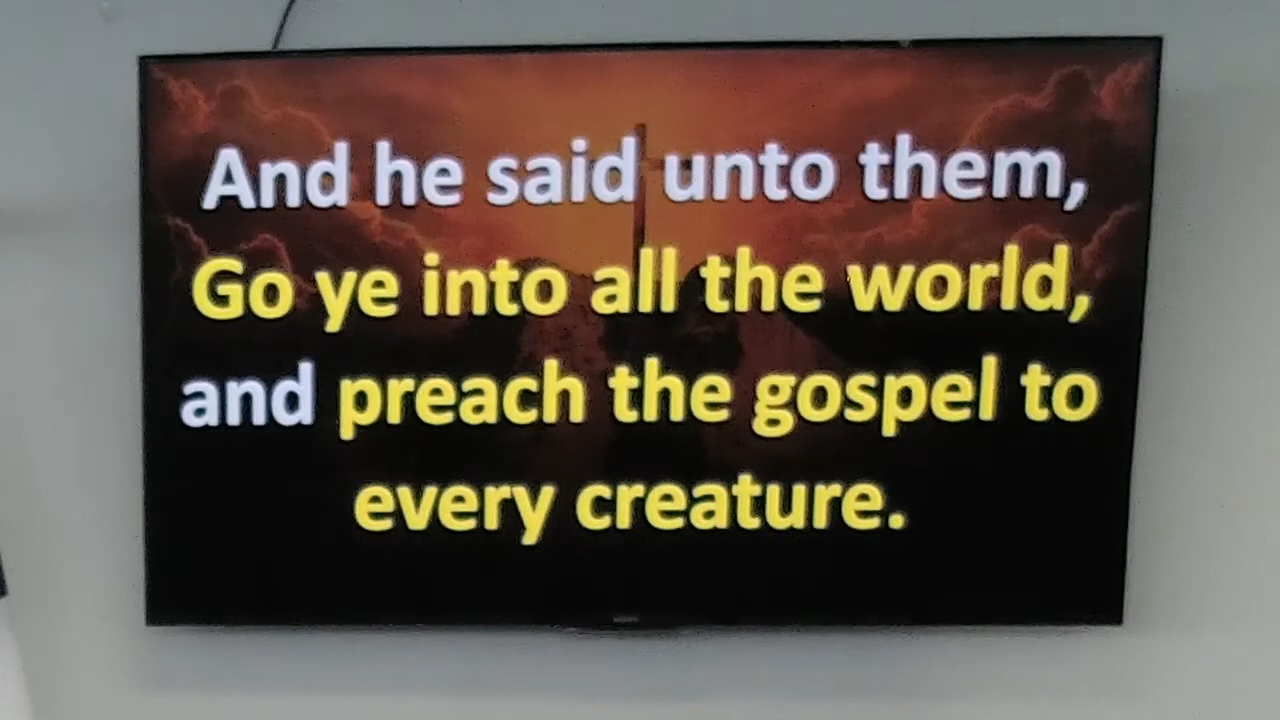 And he said unto them,
Go ye into all the world,
and preach the gospel to
every creature.